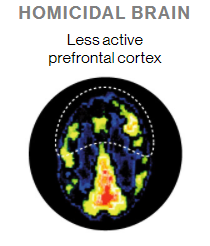 HOMICIDAL BRAIN
Less active
prefrontal cortex